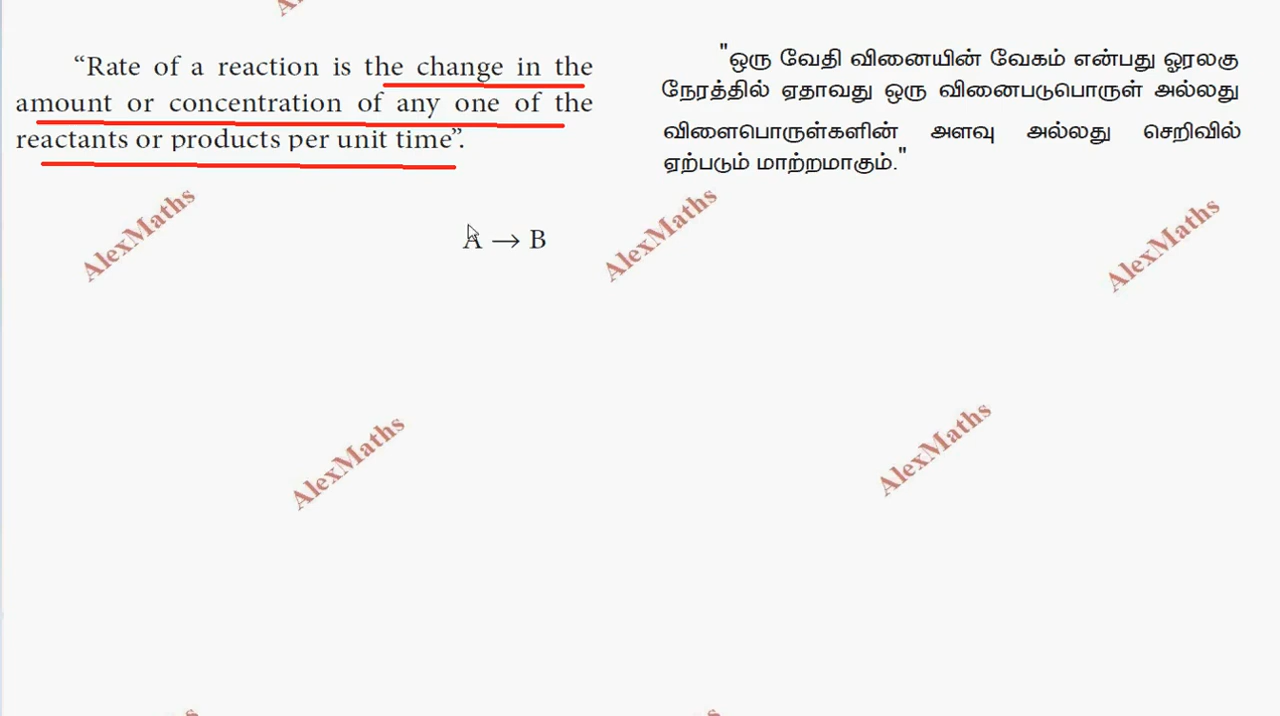 “Rate of a reaction is the change in the
amount or concentration of any one of the
reactants or products per unit time”.
"ஒரு வேதி வினையின் வேகம் என்பது ஓரலகு
நேரத்தில் ஏதாவது ஒரு வினைபடுபொருள் அல்லது
விளைபொருள்களின் அளவு அல்லது செறிவில்
ஏற்படும் மாற்றமாகும்."
A → B
AlexMaths
AlexMaths
AlexMaths
AlexMaths
AlexMaths